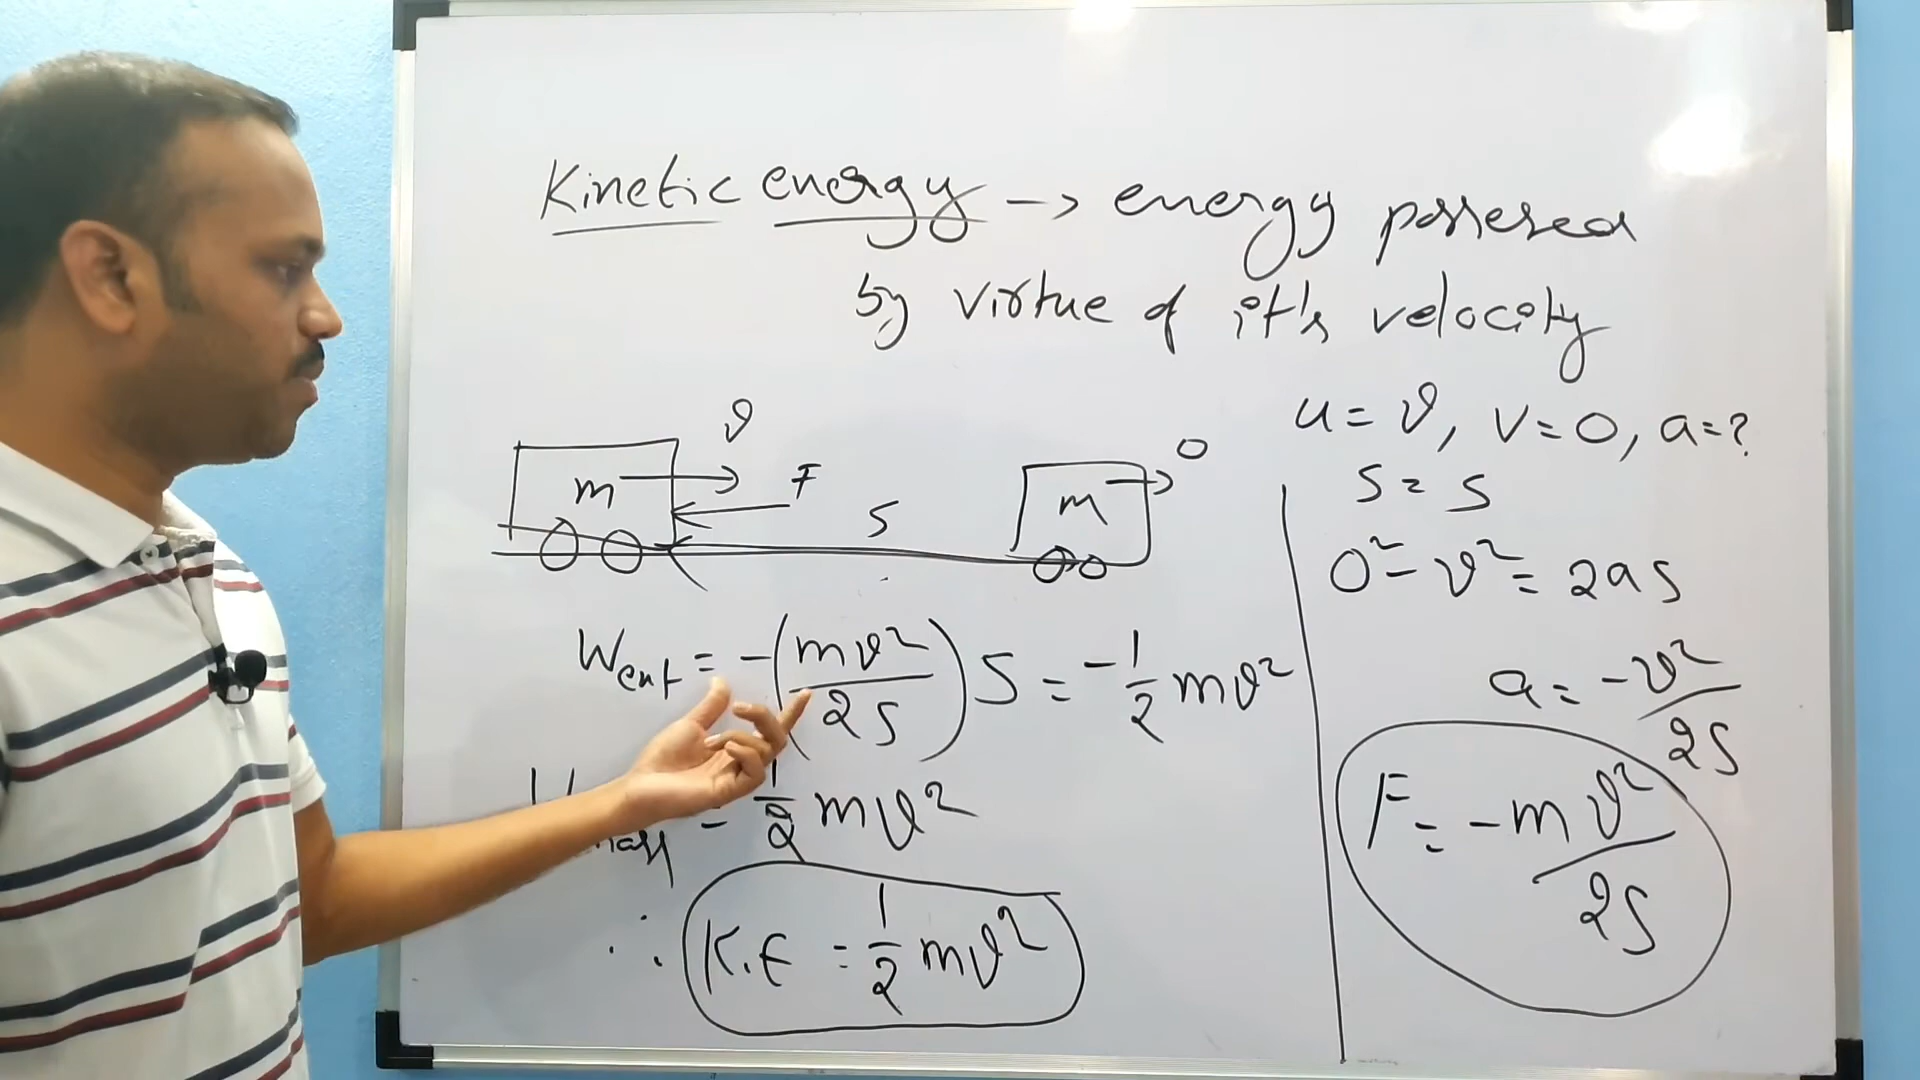 Kinetic energy → energy possessed
by virtue of it's velocity
u = v, v = 0, a = ?
s = s
0² - v² = 2as
a = -v²/2s
F = -mv²/2s
m v F s m 0
Wext = -(mv²/2s) s = -1/2 mv²
= 1/2 mv²
∴ K.E = 1/2 mv²